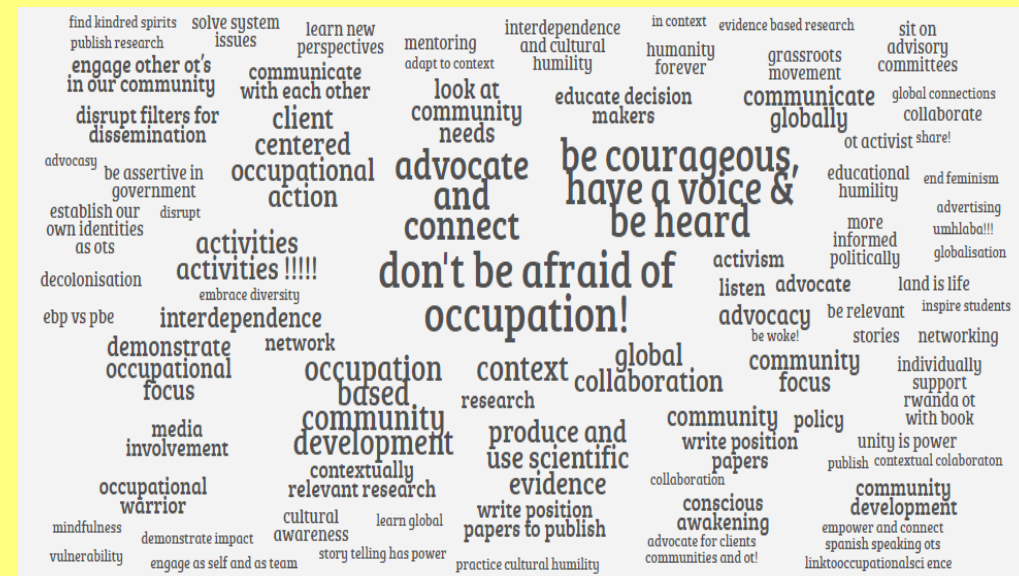 find kindred spirits
solve system
issues
learn new
perspectives
mentoring
interdependence
and cultural
humility
in context
evidence based research
sit on
advisory
committees
publish research
adapt to context
humanity
forever
grassroots
movement
engage other ot's
in our community
communicate
with each other
look at
community
needs
educate decision
makers
communicate
globally
global connections
collaborate
disrupt filters for
dissemination
client
centered
occupational
action
advocate
and
connect
be courageous,
have a voice &
be heard
ot activist
share!
advocasy
be assertive in
government
educational
humility
end feminism
establish our
own identities
as ots
disrupt
more
informed
politically
advertising
umhlaba!!!
globalisation
activities
activities !!!!!
don't be afraid of
occupation!
activism
decolonisation
embrace diversity
listen
advocate
land is life
ebp vs pbe
interdependence
advocacy
be relevant
inspire students
be woke!
stories
networking
demonstrate
occupational
focus
network
occupation
based
community
development
context
global
collaboration
community
focus
individually
support
rwanda ot
with book
research
media
involvement
produce and
use scientific
evidence
community
policy
write position
papers
unity is power
publish
contextual colaboraton
contextually
relevant research
collaboration
occupational
warrior
write position
papers to publish
conscious
awakening
community
development
mindfulness
cultural
awareness
learn global
demonstrate impact
advocate for clients
communities and ot!
empower and connect
spanish speaking ots
vulnerability
engage as self and as team
story telling has power
practice cultural humility
linktooccupationalsci ence